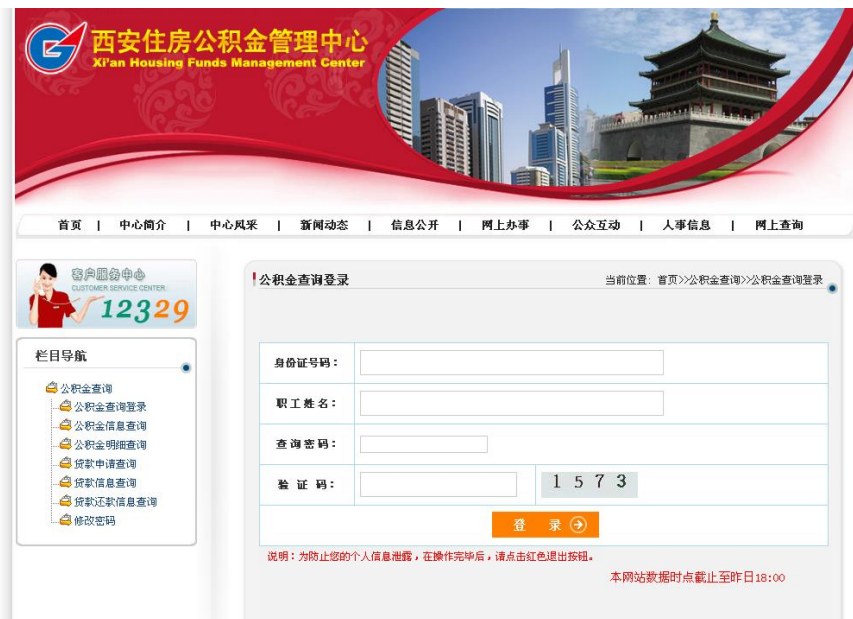 西安住房公积金管理中心
Xi'an Housing Funds Management Center
首页 | 中心简介 | 中心风采 | 新闻动态 | 信息公开 | 网上办事 | 公众互动 | 人事信息 | 网上查询
客户服务中心
CUSTOMER SERVICE CENTER
12329
公积金查询登录
当前位置: 首页>>公积金查询>>公积金查询登录
栏目导航
公积金查询
公积金查询登录
公积金信息查询
公积金明细查询
贷款申请查询
贷款信息查询
贷款还款信息查询
修改密码
身份证号码：
职工姓名：
查询密码：
验 证 码：
1 5 7 3
登 录
说明：为防止您的个人信息泄露，在操作完毕后，请点击红色退出按钮。
本网站数据时点截止至昨日18:00